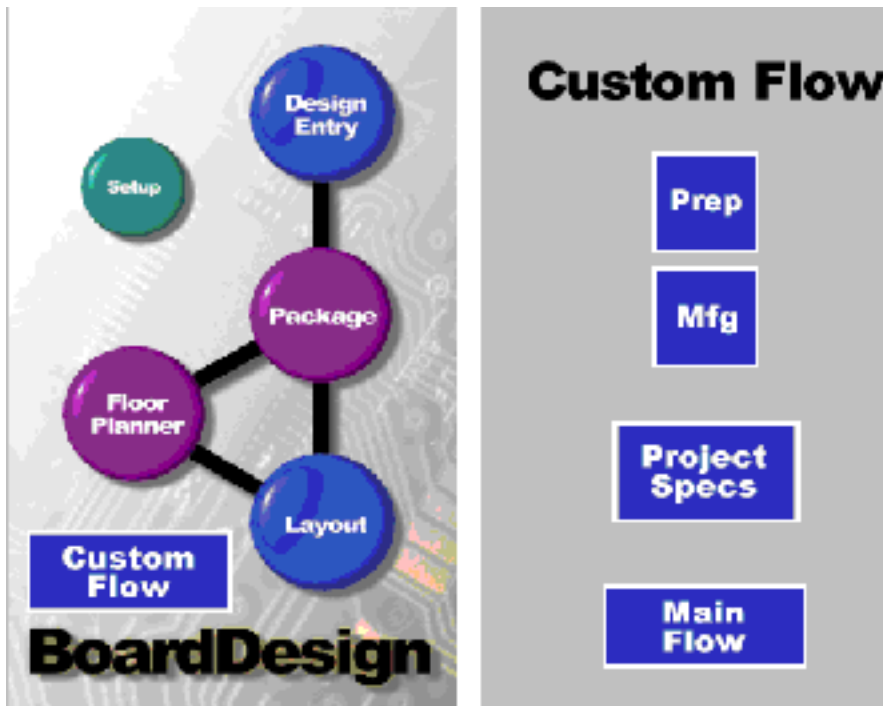 Design
Entry
Setup
Package
Floor
Planner
Layout
Custom
Flow
BoardDesign
Custom Flow
Prep
Mfg
Project
Specs
Main
Flow